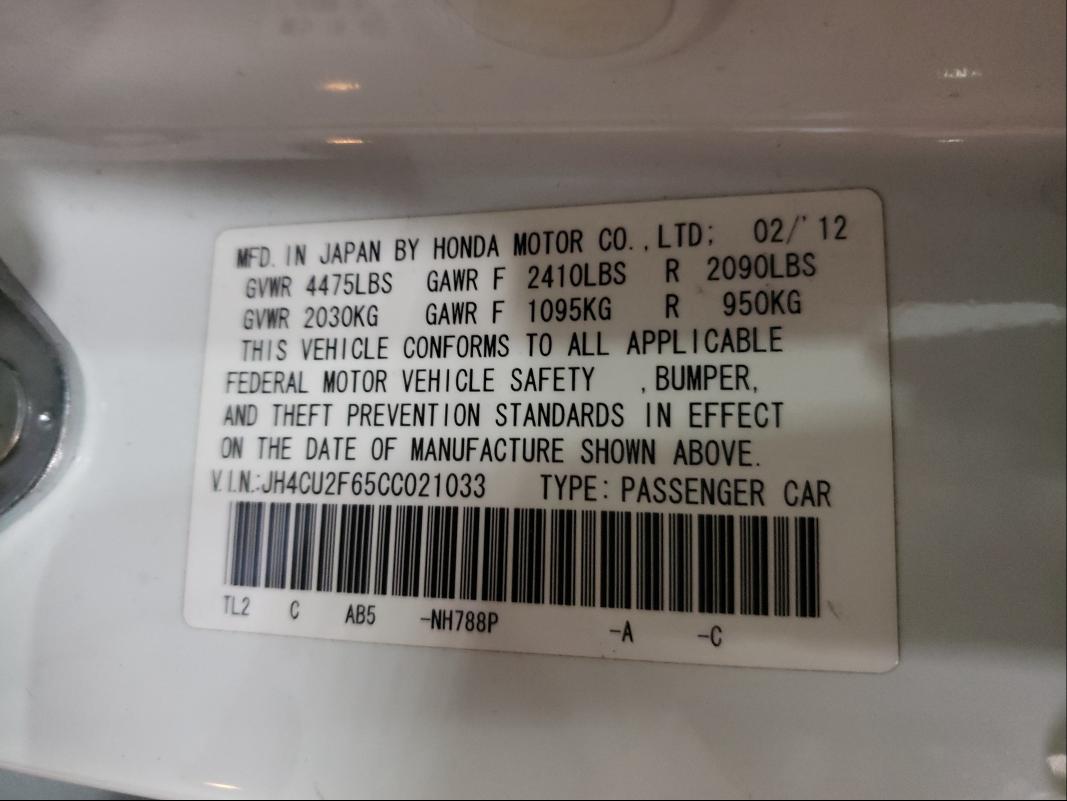 MFD. IN JAPAN BY HONDA MOTOR CO.,LTD; 02/'12
GVWR 4475LBS GAWR F 2410LBS R 2090LBS
GVWR 2030KG GAWR F 1095KG R 950KG
THIS VEHICLE CONFORMS TO ALL APPLICABLE
FEDERAL MOTOR VEHICLE SAFETY , BUMPER,
AND THEFT PREVENTION STANDARDS IN EFFECT
ON THE DATE OF MANUFACTURE SHOWN ABOVE.
V.I.N.:JH4CU2F65CC021033 TYPE: PASSENGER CAR
TL2 C AB5 -NH788P -A -C